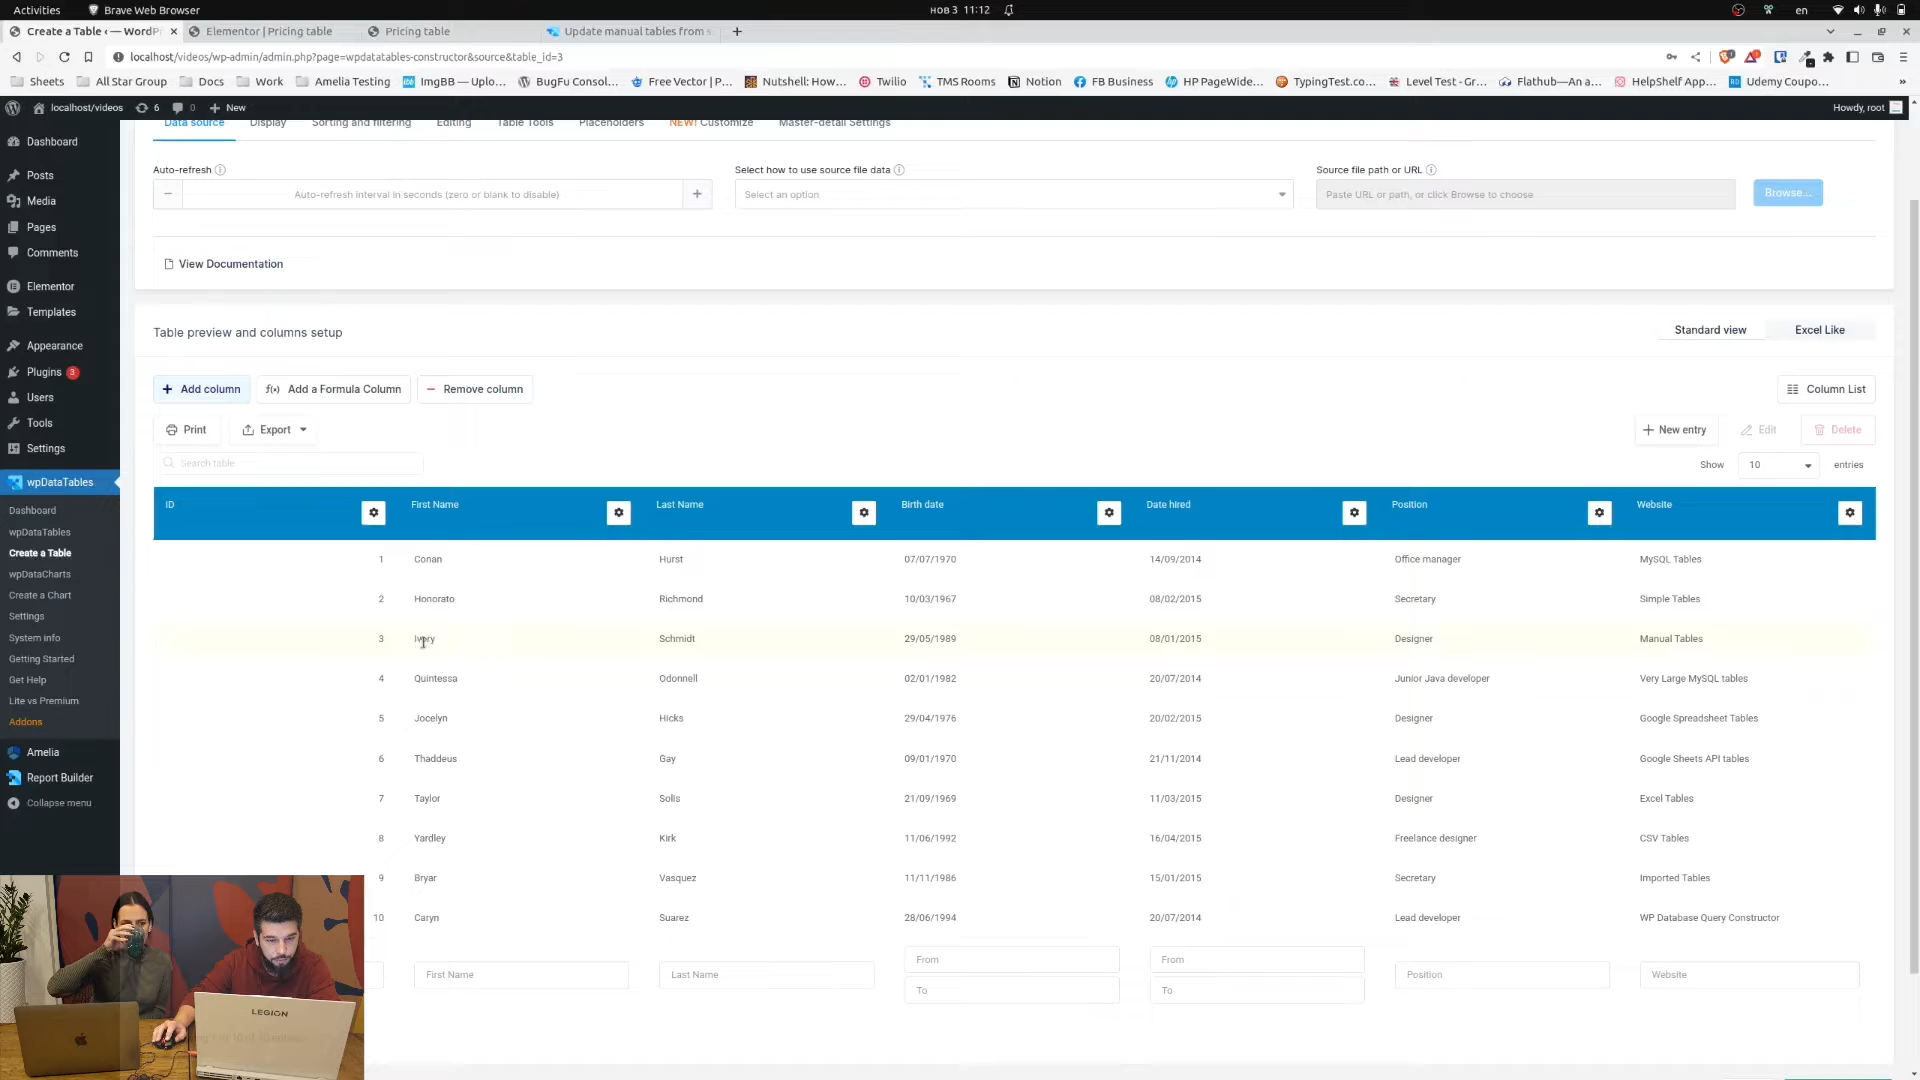 Activities
Brave Web Browser
нов 3 11:12
en
Create a Table ‹ — WordPr
Elementor | Pricing table
Pricing table
Update manual tables from s
localhost/videos/wp-admin/admin.php?page=wpdatatables-constructor&source&table_id=3
Sheets
All Star Group
Docs
Work
Amelia Testing
ImgBB — Uplo...
BugFu Consol...
Free Vector | P...
Nutshell: How...
Twilio
TMS Rooms
Notion
FB Business
HP PageWide...
TypingTest.co...
Level Test - Gr...
Flathub—An a...
HelpShelf App...
Udemy Coupo...
localhost/videos
6
0
New
Howdy, root
Dashboard
Posts
Media
Pages
Comments
Elementor
Templates
Appearance
Plugins 3
Users
Tools
Settings
wpDataTables
Dashboard
wpDataTables
Create a Table
wpDataCharts
Create a Chart
Settings
System info
Getting Started
Get Help
Lite vs Premium
Addons
Amelia
Report Builder
Collapse menu
Data source
Display
Sorting and filtering
Editing
Table Tools
Placeholders
NEW! Customize
Master-detail Settings
Auto-refresh
Auto-refresh interval in seconds (zero or blank to disable)
Select how to use source file data
Select an option
Source file path or URL
Paste URL or path, or click Browse to choose
Browse...
View Documentation
Table preview and columns setup
Standard view
Excel Like
Add column
f(x) Add a Formula Column
Remove column
Column List
Print
Export
New entry
Edit
Delete
Search table
Show 10 entries
ID First Name Last Name Birth date Date hired Position Website
1 Conan Hurst 07/07/1970 14/09/2014 Office manager MySQL Tables
2 Honorato Richmond 10/03/1967 08/02/2015 Secretary Simple Tables
3 Ivory Schmidt 29/05/1989 08/01/2015 Designer Manual Tables
4 Quintessa Odonnell 02/01/1982 20/07/2014 Junior Java developer Very Large MySQL tables
5 Jocelyn Hicks 29/04/1976 20/02/2015 Designer Google Spreadsheet Tables
6 Thaddeus Gay 09/01/1970 21/11/2014 Lead developer Google Sheets API tables
7 Taylor Solis 21/09/1969 11/03/2015 Designer Excel Tables
8 Yardley Kirk 11/06/1992 16/04/2015 Freelance designer CSV Tables
9 Bryar Vasquez 11/11/1986 15/01/2015 Secretary Imported Tables
10 Caryn Suarez 28/06/1994 20/07/2014 Lead developer WP Database Query Constructor
First Name
Last Name
From
To
From
To
Position
Website
LEGION